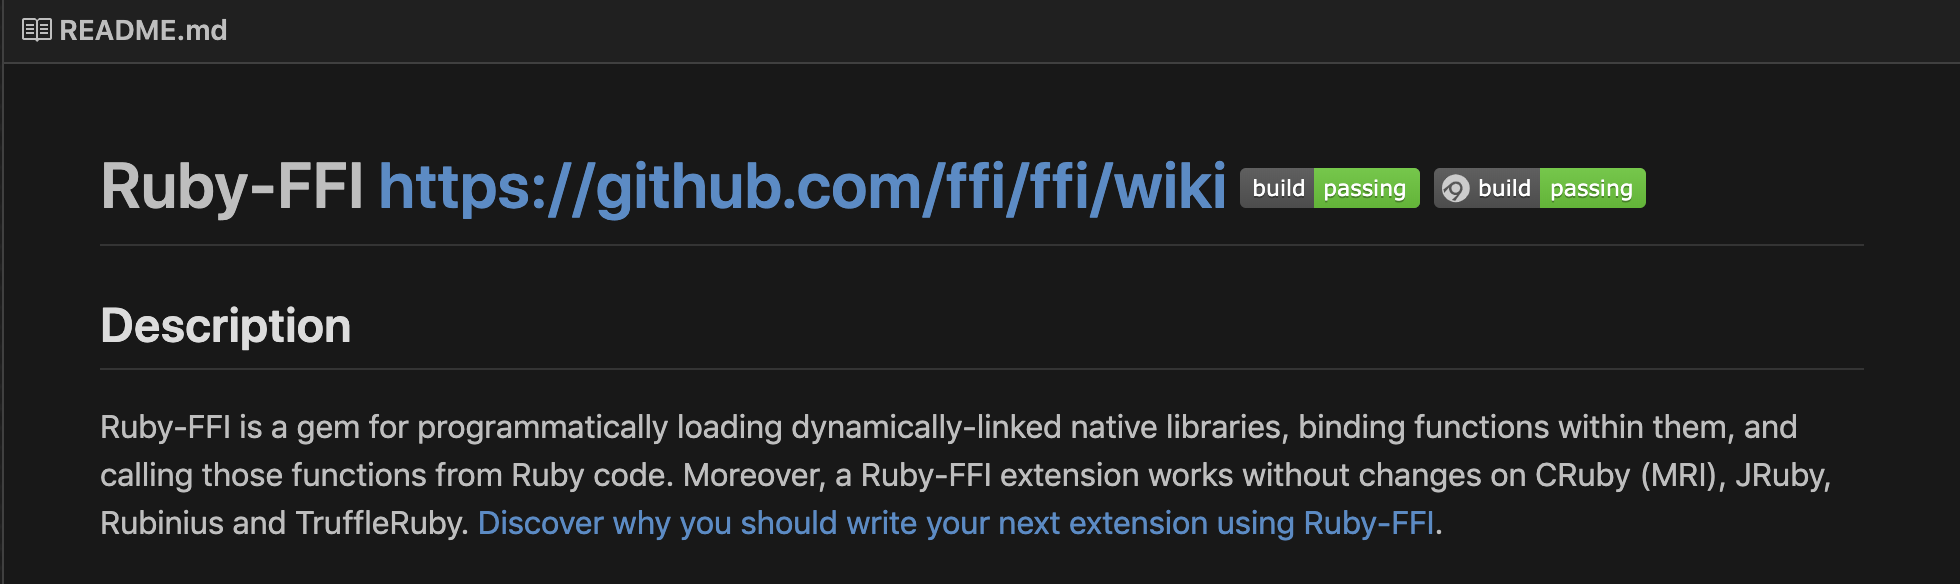 README.md
Ruby-FFI https://github.com/ffi/ffi/wiki build passing build passing
Description
Ruby-FFI is a gem for programmatically loading dynamically-linked native libraries, binding functions within them, and
calling those functions from Ruby code. Moreover, a Ruby-FFI extension works without changes on CRuby (MRI), JRuby,
Rubinius and TruffleRuby. Discover why you should write your next extension using Ruby-FFI.